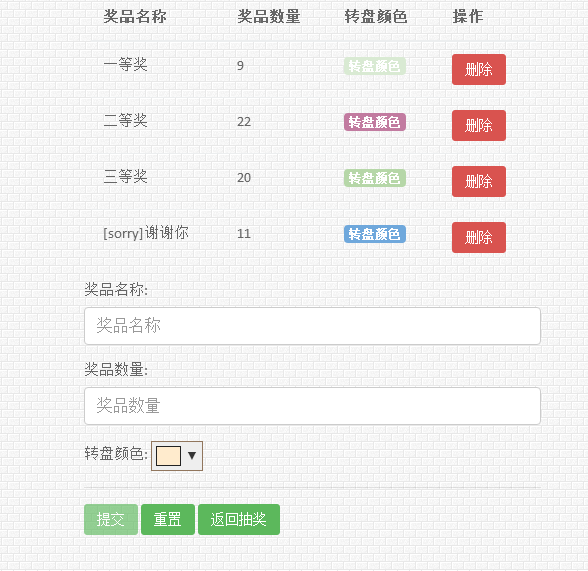 奖品名称 奖品数量 转盘颜色 操作
一等奖 9 转盘颜色 删除
二等奖 22 转盘颜色 删除
三等奖 20 转盘颜色 删除
[sorry]谢谢你 11 转盘颜色 删除
奖品名称:
奖品名称
奖品数量:
奖品数量
转盘颜色: ▼
提交 重置 返回抽奖